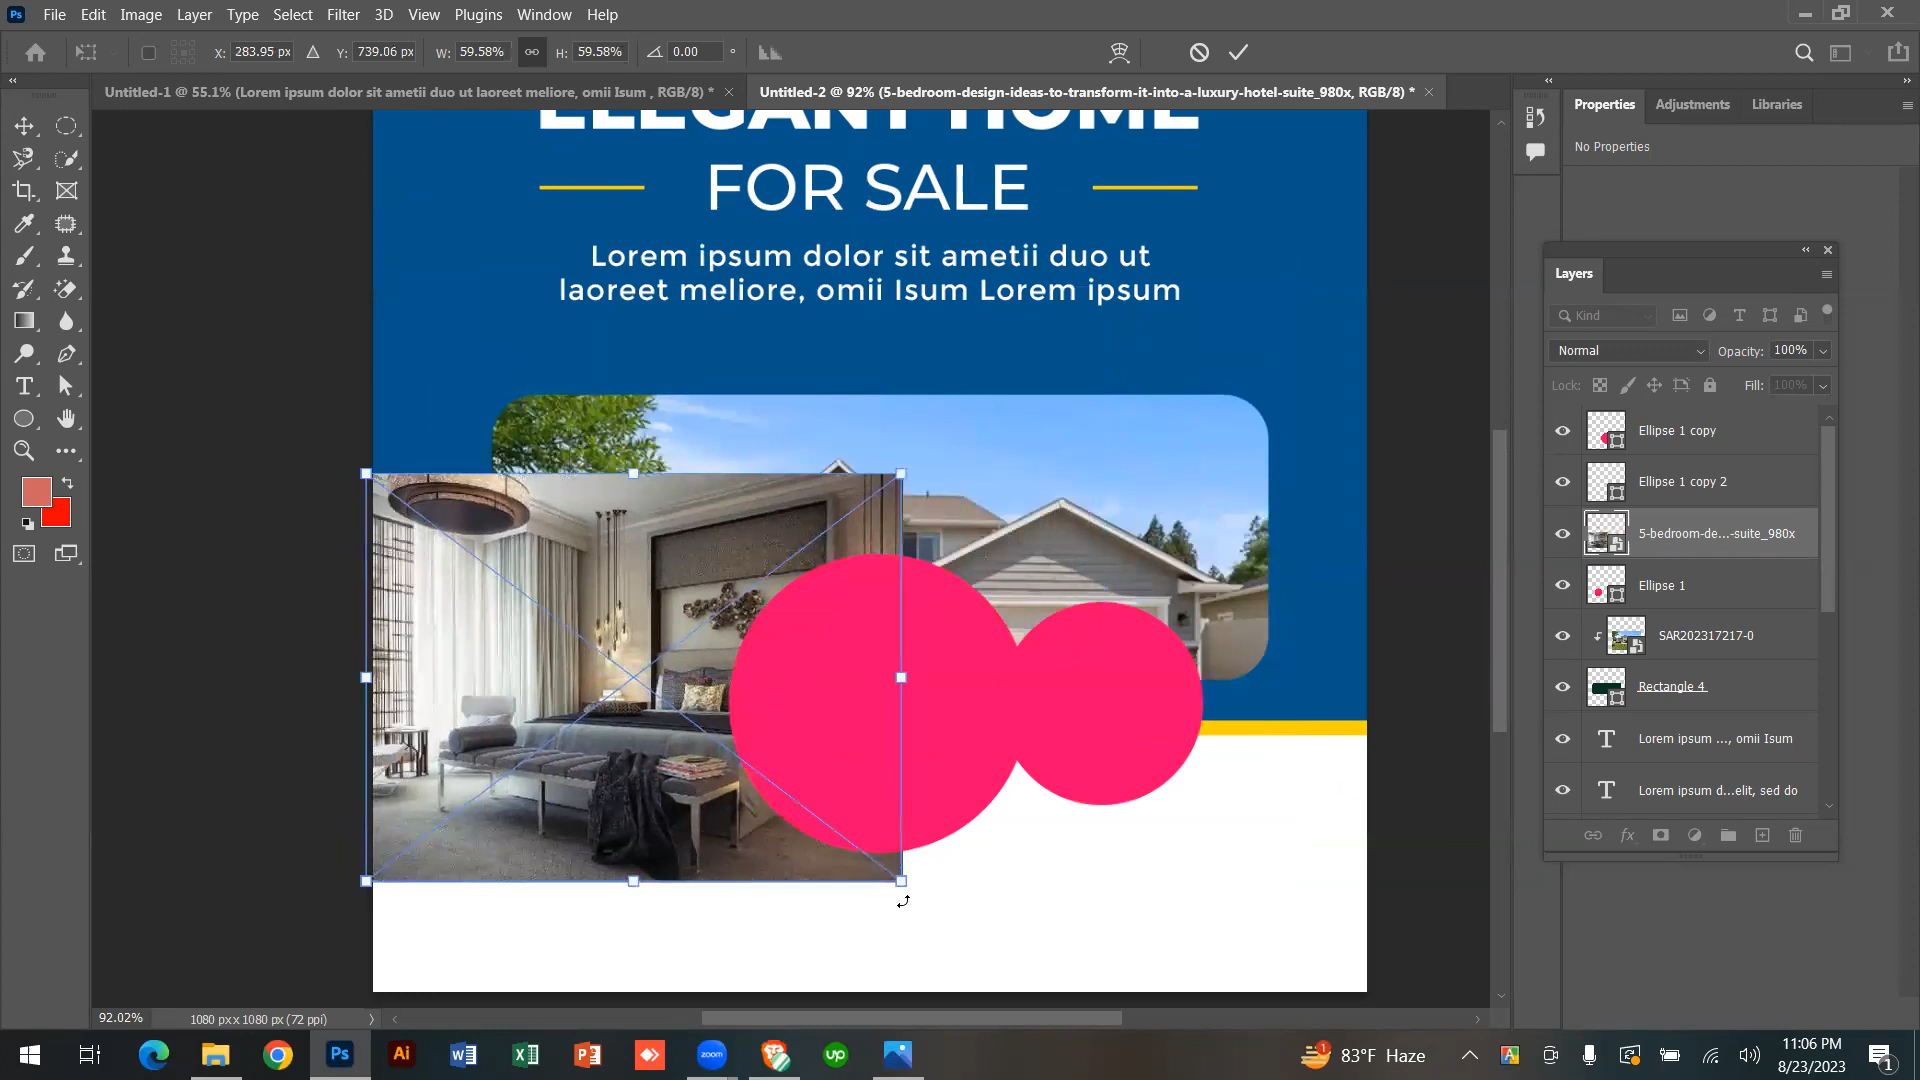 File Edit Image Layer Type Select Filter 3D View Plugins Window Help
X: 283.95 px Y: 739.06 px W: 59.58% H: 59.58% 0.00 °
Untitled-1 @ 55.1% (Lorem ipsum dolor sit ametii duo ut laoreet meliore, omii Isum , RGB/8) *
Untitled-2 @ 92% (5-bedroom-design-ideas-to-transform-it-into-a-luxury-hotel-suite_980x, RGB/8) *
ELEGANT HOME
FOR SALE
Lorem ipsum dolor sit ametii duo ut
laoreet meliore, omii Isum Lorem ipsum
Properties Adjustments Libraries
No Properties
Layers
Kind
Normal Opacity: 100%
Lock: Fill: 100%
Ellipse 1 copy
Ellipse 1 copy 2
5-bedroom-de...-suite_980x
Ellipse 1
SAR202317217-0
Rectangle 4
Lorem ipsum ..., omii Isum
Lorem ipsum d...elit, sed do
92.02% 1080 px x 1080 px (72 ppi)
83°F Haze
11:06 PM
8/23/2023